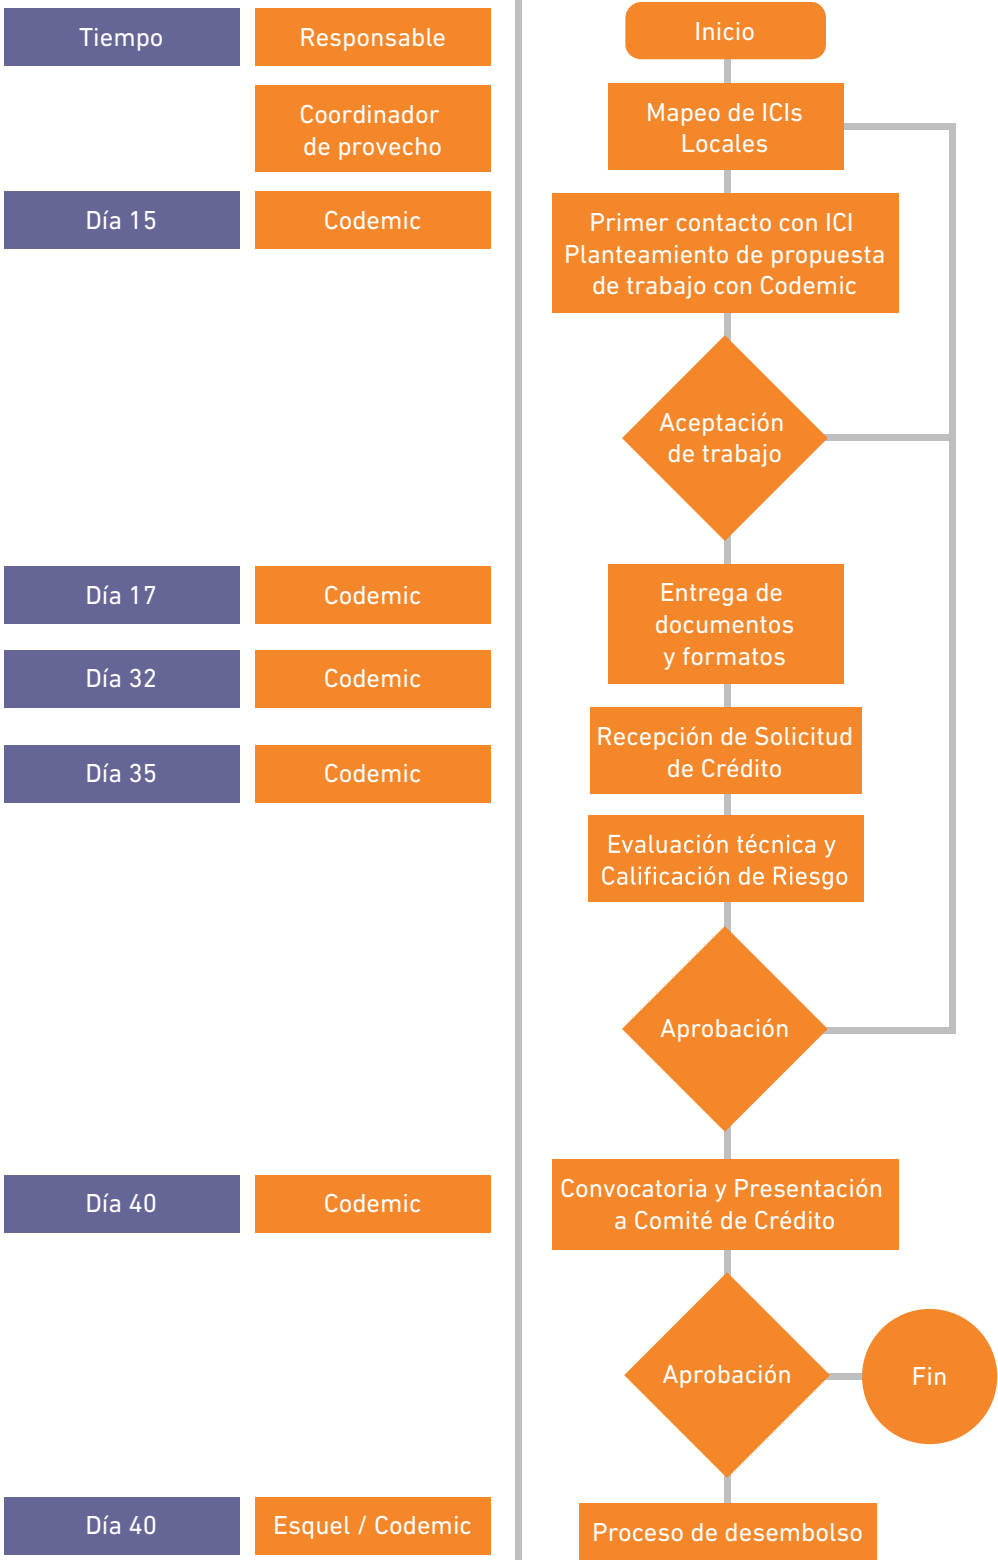 Tiempo
Responsable
Inicio
Coordinador
de provecho
Mapeo de ICIs
Locales
Día 15
Codemic
Primer contacto con ICI
Planteamiento de propuesta
de trabajo con Codemic
Aceptación
de trabajo
Día 17
Codemic
Entrega de
documentos
y formatos
Día 32
Codemic
Recepción de Solicitud
de Crédito
Día 35
Codemic
Evaluación técnica y
Calificación de Riesgo
Aprobación
Día 40
Codemic
Convocatoria y Presentación
a Comité de Crédito
Aprobación
Fin
Día 40
Esquel / Codemic
Proceso de desembolso